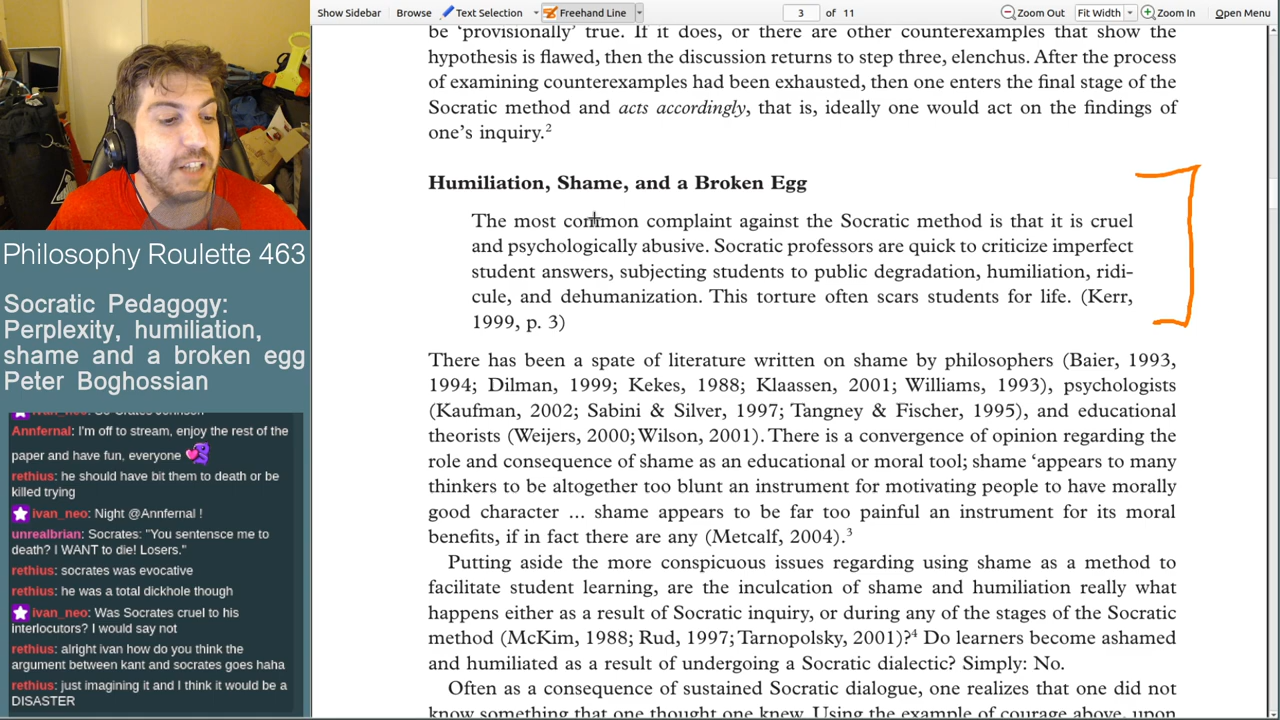 Show Sidebar Browse Text Selection Freehand Line 3 of 11 Zoom Out Fit Width Zoom In Open Menu
be ‘provisionally’ true. If it does, or there are other counterexamples that show the
hypothesis is flawed, then the discussion returns to step three, elenchus. After the process
of examining counterexamples had been exhausted, then one enters the final stage of the
Socratic method and acts accordingly, that is, ideally one would act on the findings of
one’s inquiry.2
Humiliation, Shame, and a Broken Egg
The most common complaint against the Socratic method is that it is cruel
and psychologically abusive. Socratic professors are quick to criticize imperfect
student answers, subjecting students to public degradation, humiliation, ridi-
cule, and dehumanization. This torture often scars students for life. (Kerr,
1999, p. 3)
There has been a spate of literature written on shame by philosophers (Baier, 1993,
1994; Dilman, 1999; Kekes, 1988; Klaassen, 2001; Williams, 1993), psychologists
(Kaufman, 2002; Sabini & Silver, 1997; Tangney & Fischer, 1995), and educational
theorists (Weijers, 2000; Wilson, 2001). There is a convergence of opinion regarding the
role and consequence of shame as an educational or moral tool; shame ‘appears to many
thinkers to be altogether too blunt an instrument for motivating people to have morally
good character ... shame appears to be far too painful an instrument for its moral
benefits, if in fact there are any (Metcalf, 2004).3
Putting aside the more conspicuous issues regarding using shame as a method to
facilitate student learning, are the inculcation of shame and humiliation really what
happens either as a result of Socratic inquiry, or during any of the stages of the Socratic
method (McKim, 1988; Rud, 1997; Tarnopolsky, 2001)?4 Do learners become ashamed
and humiliated as a result of undergoing a Socratic dialectic? Simply: No.
Often as a consequence of sustained Socratic dialogue, one realizes that one did not
know something that one thought one knew. Using the example of courage above, upon
Philosophy Roulette 463
Socratic Pedagogy:
Perplexity, humiliation,
shame and a broken egg
Peter Boghossian
ivan_neo: So Crates Johnson
Annfernal: I'm off to stream, enjoy the rest of the
paper and have fun, everyone
rethius: he should have bit them to death or be
killed trying
ivan_neo: Night @Annfernal !
unrealbrian: Socrates: "You sentensce me to
death? I WANT to die! Losers."
rethius: socrates was evocative
rethius: he was a total dickhole though
ivan_neo: Was Socrates cruel to his
interlocutors? I would say not
rethius: alright ivan how do you think the
argument between kant and socrates goes haha
rethius: just imagining it and I think it would be a
DISASTER